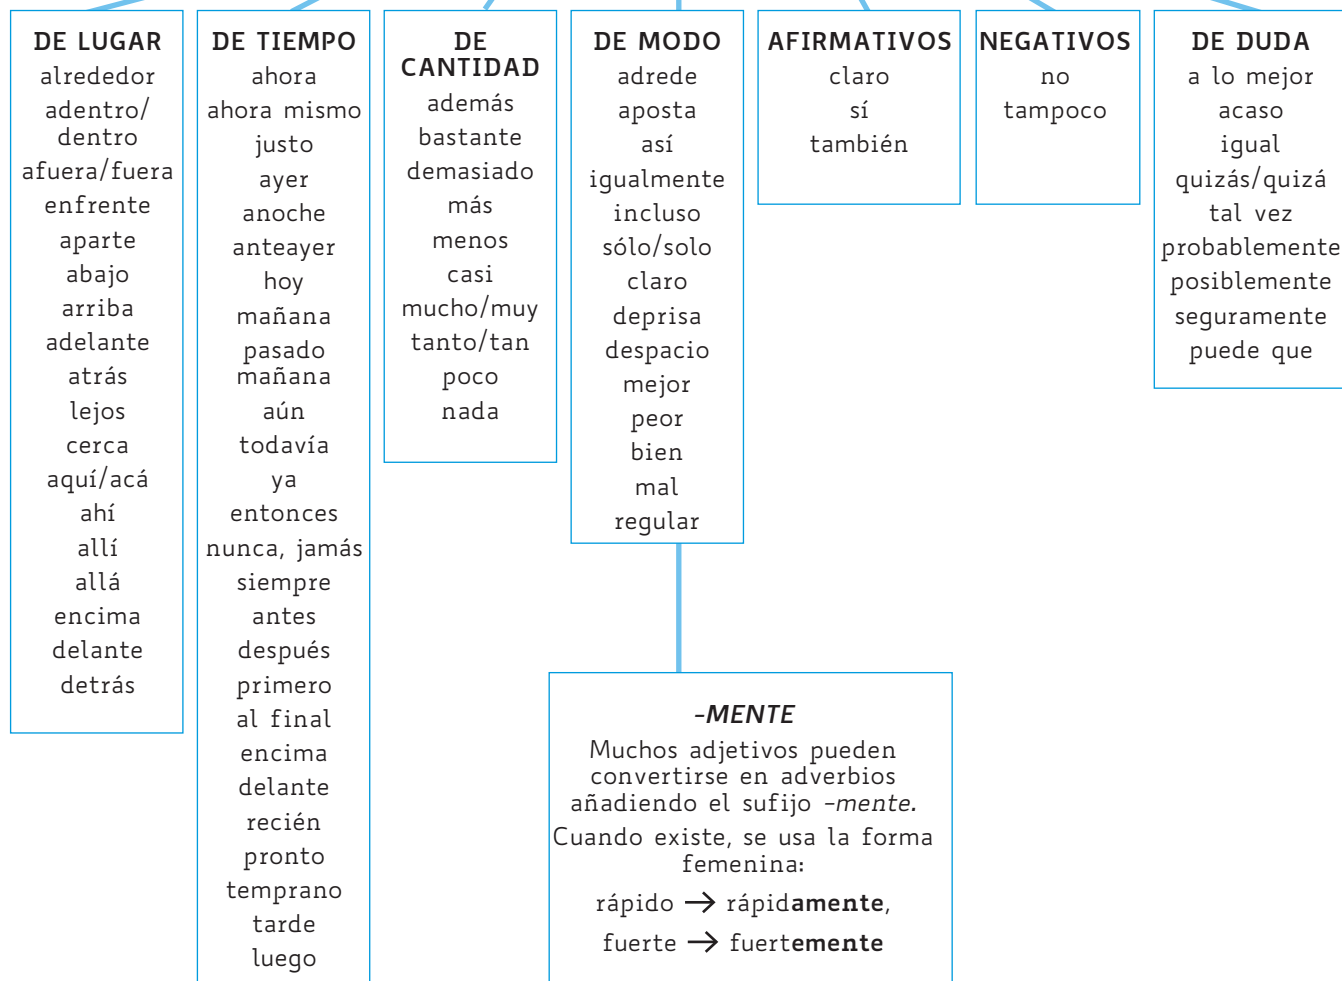 DE LUGAR
alrededor
adentro/
dentro
afuera/fuera
enfrente
aparte
abajo
arriba
adelante
atrás
lejos
cerca
aquí/acá
ahí
allí
allá
encima
delante
detrás
DE TIEMPO
ahora
ahora mismo
justo
ayer
anoche
anteayer
hoy
mañana
pasado
mañana
aún
todavía
ya
entonces
nunca, jamás
siempre
antes
después
primero
al final
encima
delante
recién
pronto
temprano
tarde
luego
DE
CANTIDAD
además
bastante
demasiado
más
menos
casi
mucho/muy
tanto/tan
poco
nada
DE MODO
adrede
aposta
así
igualmente
incluso
sólo/solo
claro
deprisa
despacio
mejor
peor
bien
mal
regular
AFIRMATIVOS
claro
sí
también
NEGATIVOS
no
tampoco
DE DUDA
a lo mejor
acaso
igual
quizás/quizá
tal vez
probablemente
posiblemente
seguramente
puede que
-MENTE
Muchos adjetivos pueden
convertirse en adverbios
añadiendo el sufijo -mente.
Cuando existe, se usa la forma
femenina:
rápido → rápidamente,
fuerte → fuertemente